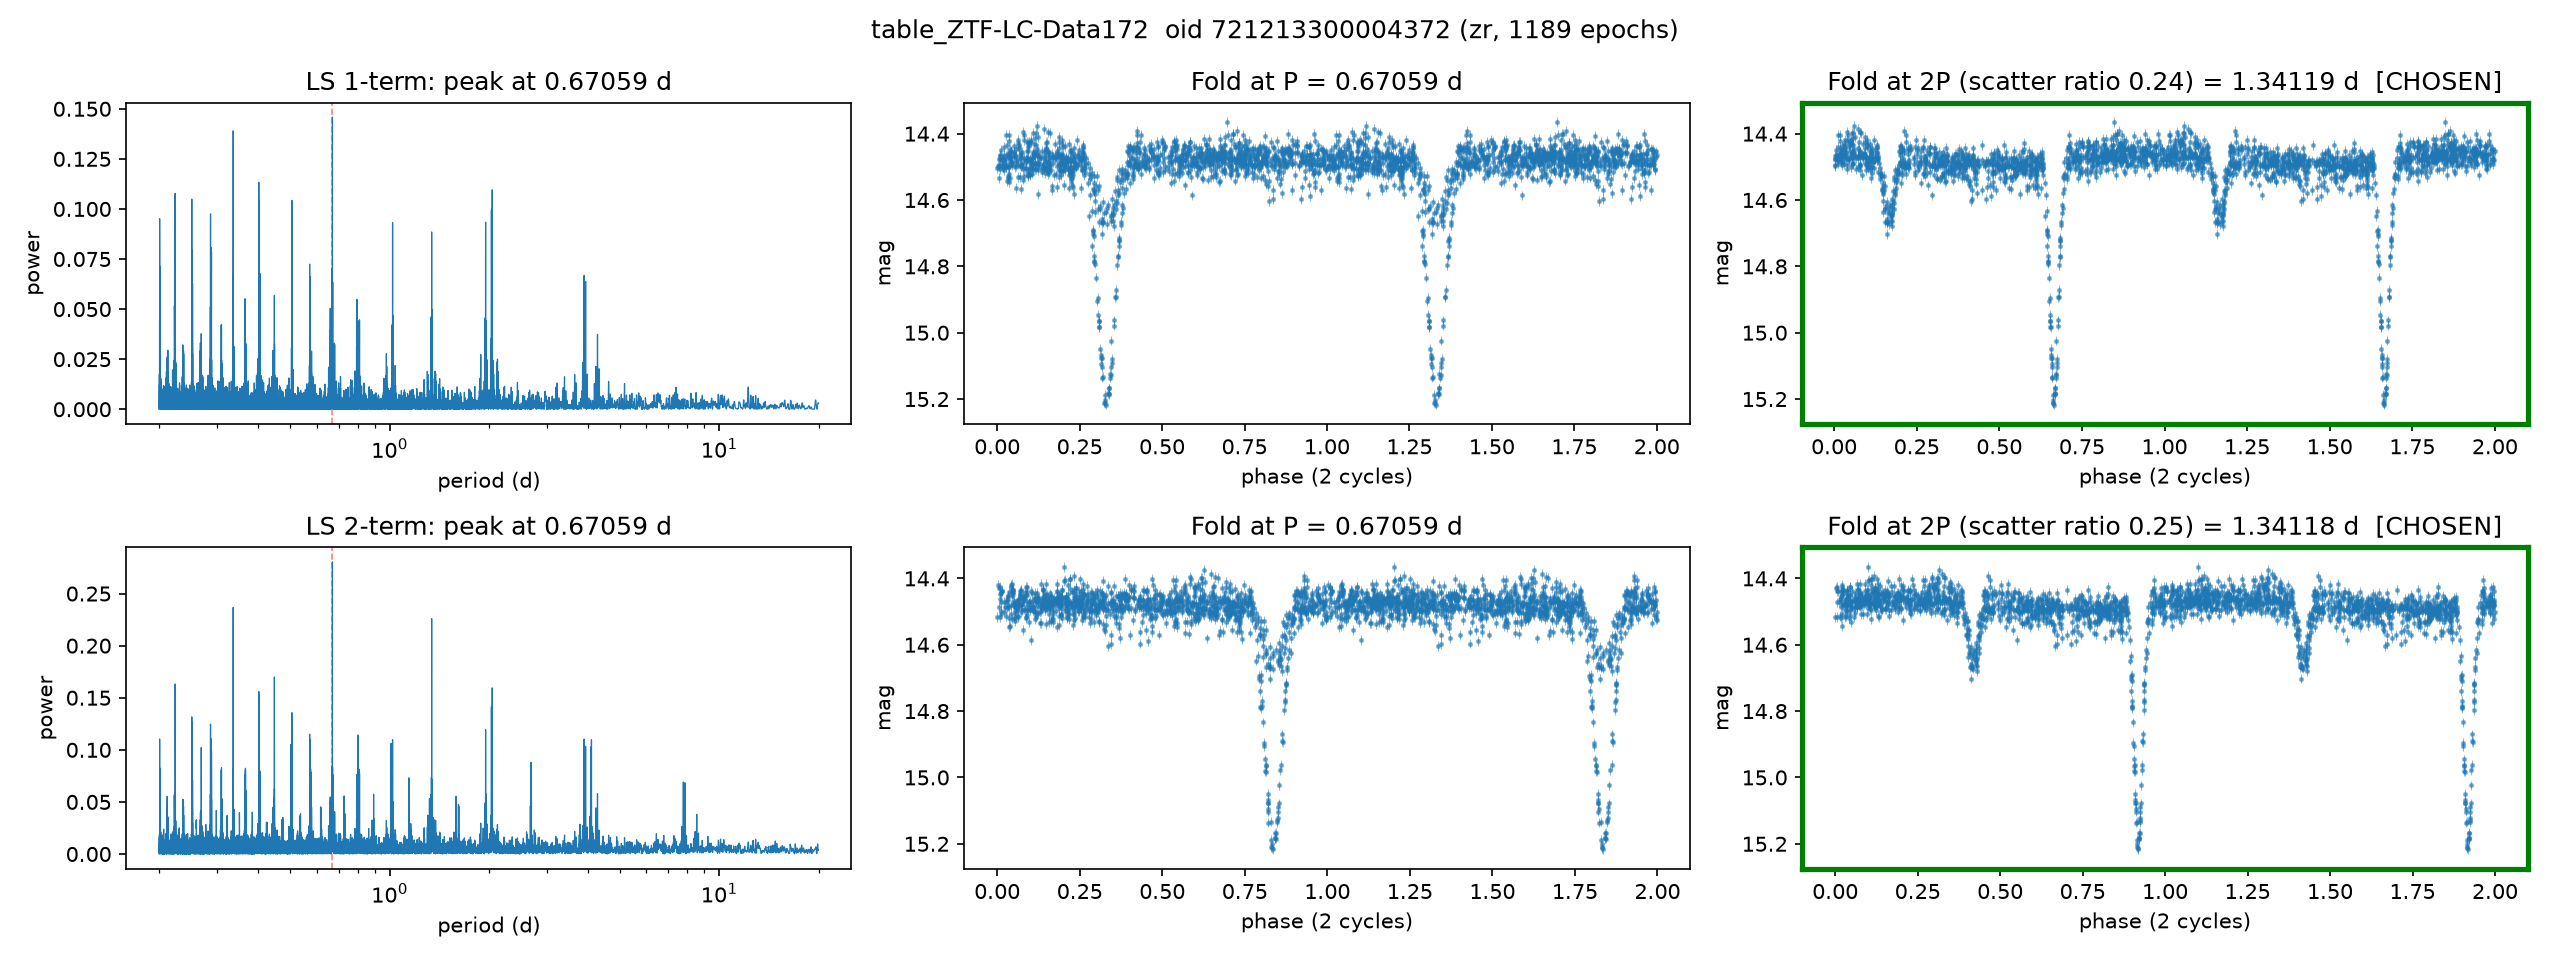 table_ZTF-LC-Data172  oid 721213300004372 (zr, 1189 epochs)
LS 1-term: peak at 0.67059 d
Fold at P = 0.67059 d
Fold at 2P (scatter ratio 0.24) = 1.34119 d  [CHOSEN]
0.150
0.125
0.100
0.075
0.050
0.025
0.000
power
10⁰
10¹
period (d)
14.4
14.6
14.8
15.0
15.2
mag
0.00 0.25 0.50 0.75 1.00 1.25 1.50 1.75 2.00
phase (2 cycles)
14.4
14.6
14.8
15.0
15.2
mag
0.00 0.25 0.50 0.75 1.00 1.25 1.50 1.75 2.00
phase (2 cycles)
LS 2-term: peak at 0.67059 d
Fold at P = 0.67059 d
Fold at 2P (scatter ratio 0.25) = 1.34118 d  [CHOSEN]
0.25
0.20
0.15
0.10
0.05
0.00
power
10⁰
10¹
period (d)
14.4
14.6
14.8
15.0
15.2
mag
0.00 0.25 0.50 0.75 1.00 1.25 1.50 1.75 2.00
phase (2 cycles)
14.4
14.6
14.8
15.0
15.2
mag
0.00 0.25 0.50 0.75 1.00 1.25 1.50 1.75 2.00
phase (2 cycles)